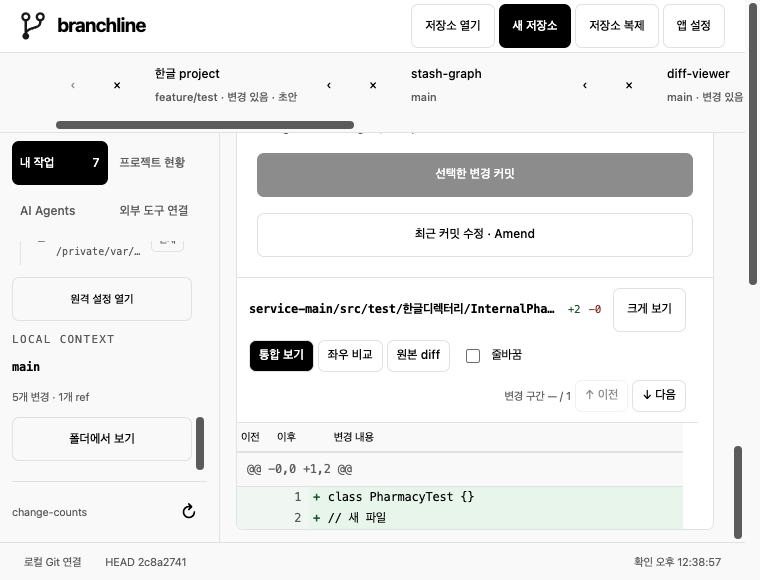 branchline
저장소 열기
새 저장소
저장소 복제
앱 설정
‹ × 한글 project ‹ × stash-graph ‹ × diff-viewer
feature/test · 변경 있음 · 초안 main main · 변경 있음
내 작업 7 프로젝트 현황
AI Agents 외부 도구 연결
/private/var/…
원격 설정 열기
LOCAL CONTEXT
main
5개 변경 · 1개 ref
폴더에서 보기
change-counts
선택한 변경 커밋
최근 커밋 수정 · Amend
service-main/src/test/한글디렉터리/InternalPha… +2 −0 크게 보기
통합 보기 좌우 비교 원본 diff 줄바꿈
변경 구간 — / 1 ↑ 이전 ↓ 다음
이전 이후 변경 내용
@@ −0,0 +1,2 @@
1 + class PharmacyTest {}
2 + // 새 파일
로컬 Git 연결 HEAD 2c8a2741 확인 오후 12:38:57